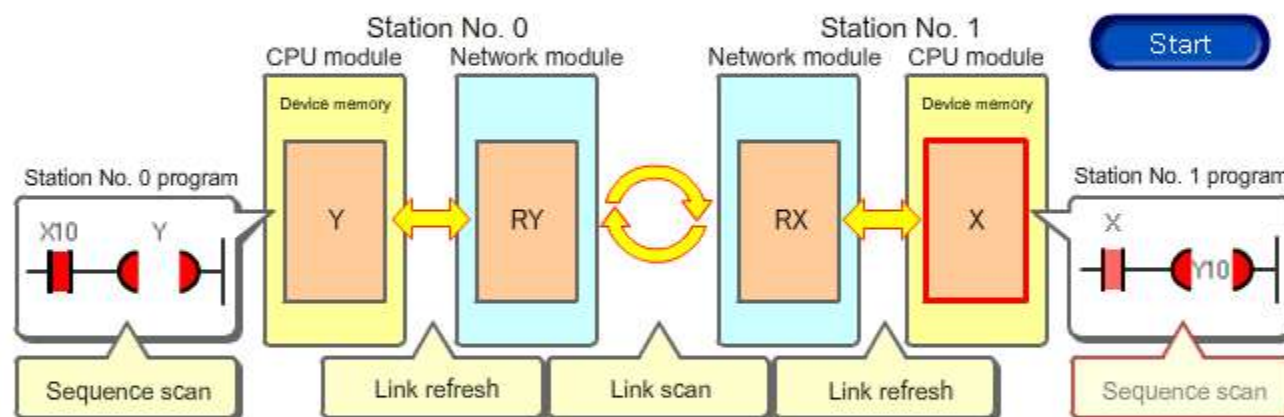 Station No. 0
Station No. 1
Start
CPU module
Network module
Network module
CPU module
Device memory
Device memory
Station No. 0 program
Station No. 1 program
X10
Y
Y
RY
RX
X
X
Y10
Sequence scan
Link refresh
Link scan
Link refresh
Sequence scan